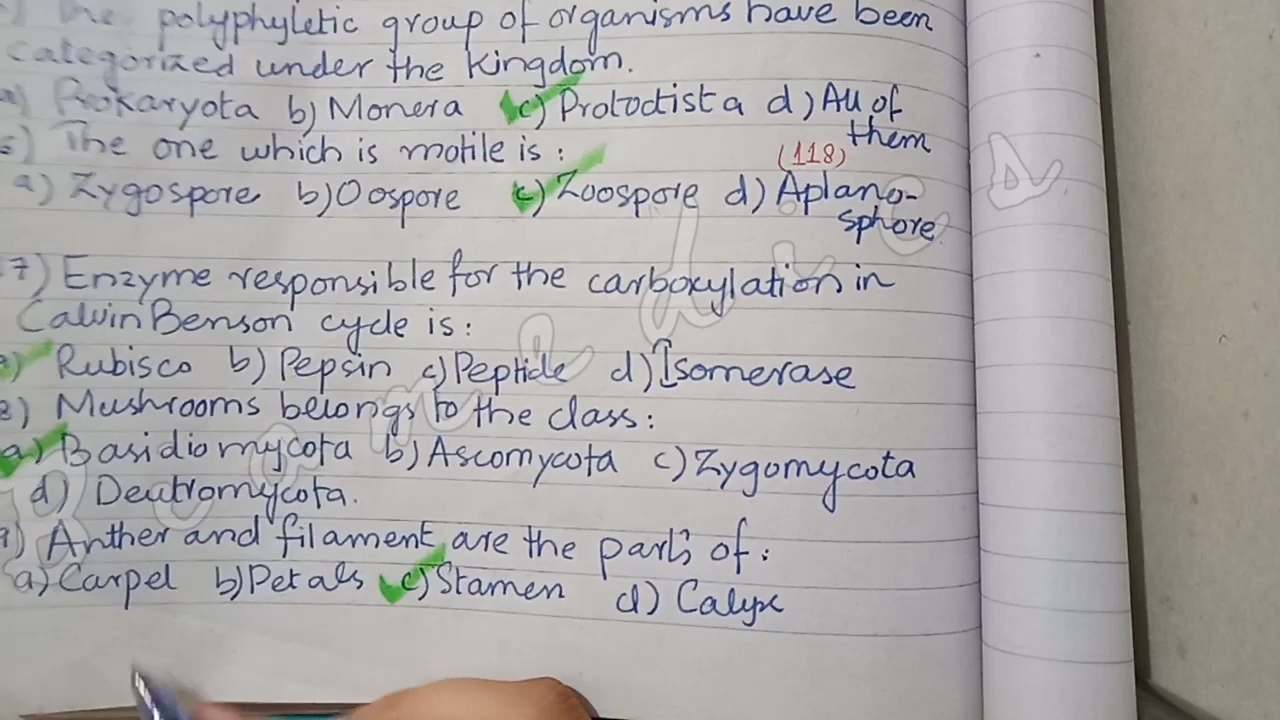 The polyphyletic group of organisms have been
categorized under the kingdom.
a) Prokaryota b) Monera c) Protoctista d) All of
them
The one which is motile is: (118)
a) Zygospore b) Oospore c) Zoospore d) Aplano-
sphore
7) Enzyme responsible for the carboxylation in
Calvin Benson cycle is:
a) Rubisco b) Pepsin c) Peptide d) Isomerase
8) Mushrooms belongs to the class:
a) Basidiomycota b) Ascomycota c) Zygomycota
d) Deutromycota.
9) Anther and filament are the parts of:
a) Carpel b) Petals c) Stamen d) Calyx